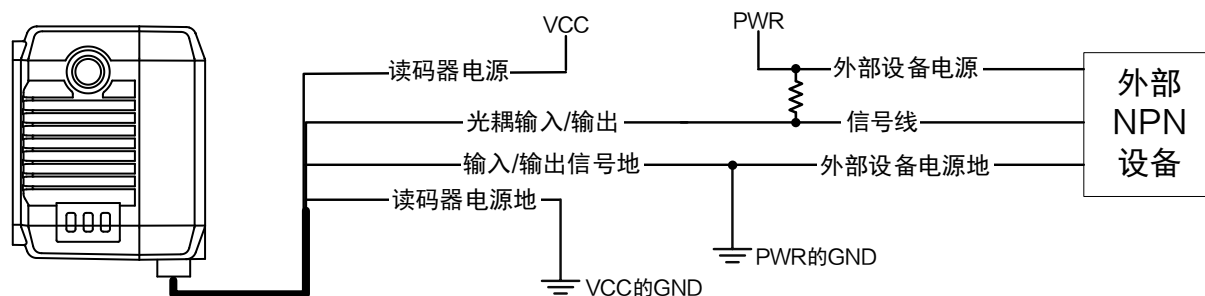 VCC
PWR
读码器电源
外部设备电源
光耦输入/输出
信号线
输入/输出信号地
外部设备电源地
读码器电源地
外部
NPN
设备
PWR的GND
VCC的GND